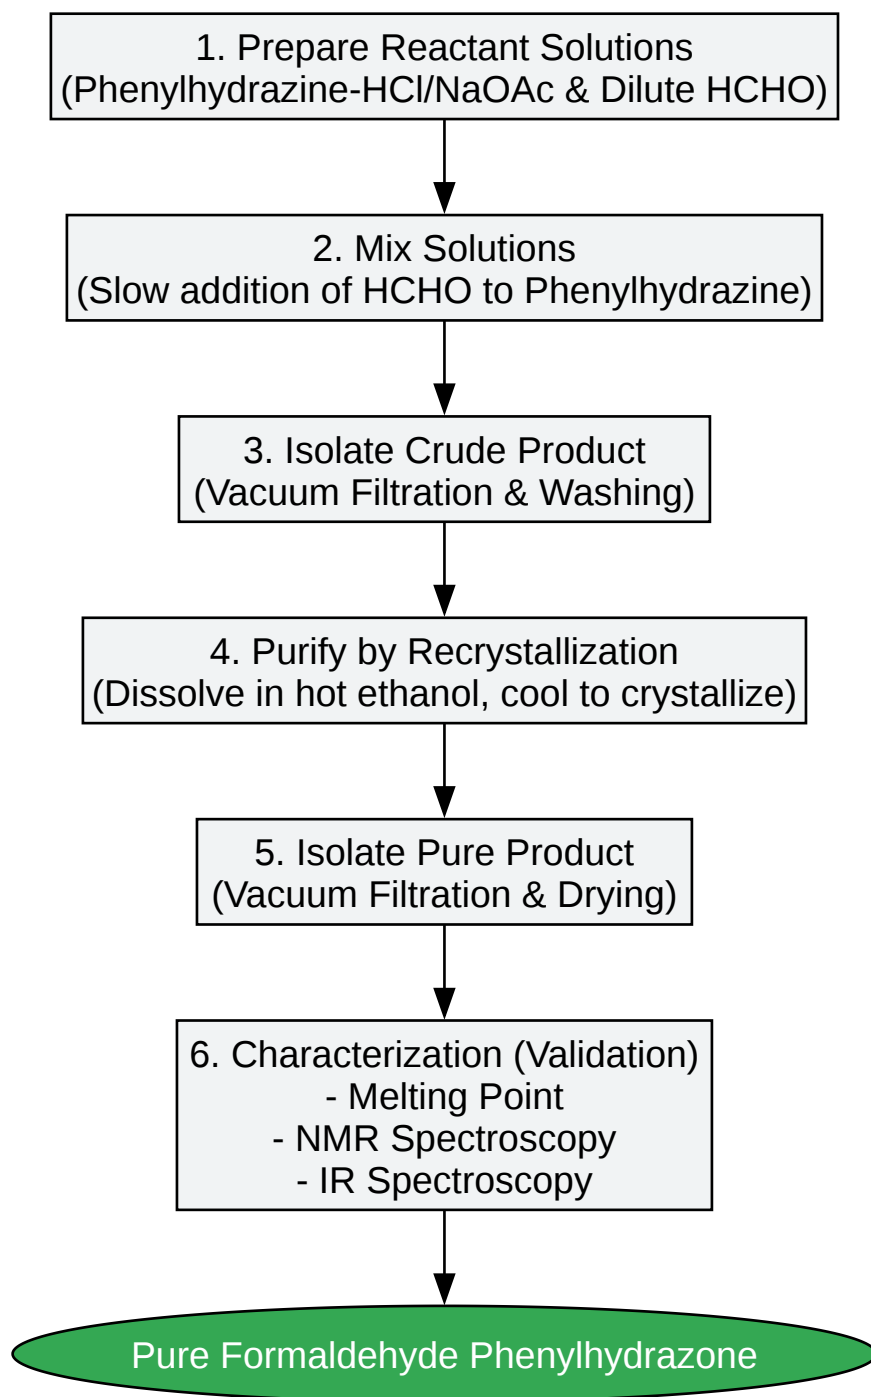 1. Prepare Reactant Solutions
(Phenylhydrazine-HCl/NaOAc & Dilute HCHO)
2. Mix Solutions
(Slow addition of HCHO to Phenylhydrazine)
3. Isolate Crude Product
(Vacuum Filtration & Washing)
4. Purify by Recrystallization
(Dissolve in hot ethanol, cool to crystallize)
5. Isolate Pure Product
(Vacuum Filtration & Drying)
6. Characterization (Validation)
- Melting Point
- NMR Spectroscopy
- IR Spectroscopy
Pure Formaldehyde Phenylhydrazone